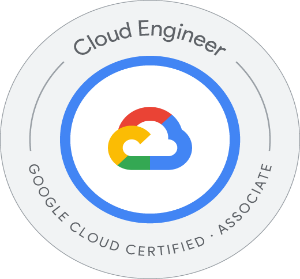 Cloud Engineer
GOOGLE CLOUD CERTIFIED · ASSOCIATE